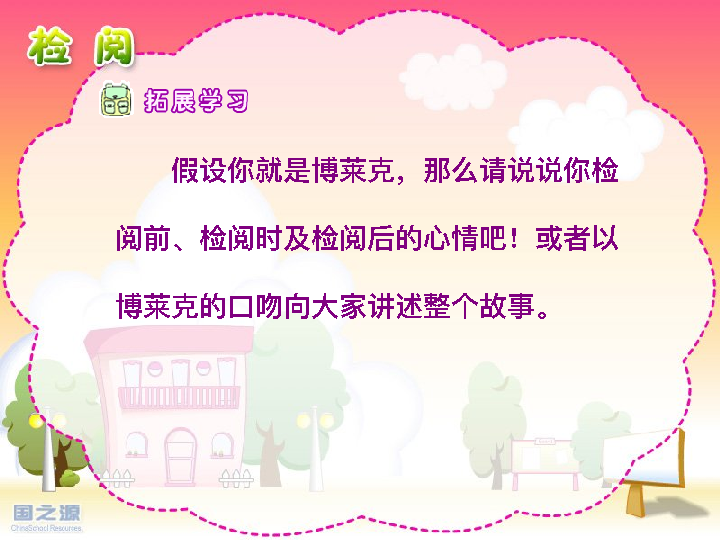 检 阅
拓展学习
假设你就是博莱克，那么请说说你检
阅前、检阅时及检阅后的心情吧！或者以
博莱克的口吻向大家讲述整个故事。
国之源
ChinaSchool Resources